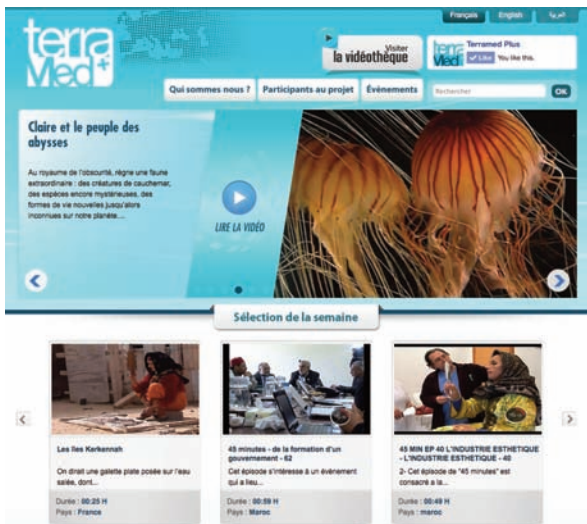 Français English العربية
terra
Med+
Visiter
la vidéothèque
terra
Med
Terramed Plus
Like You like this.
Qui sommes nous ? Participants au projet Évènements Rechercher OK
Claire et le peuple des
abysses
Au royaume de l'obscurité, règne une faune
extraordinaire : des créatures de cauchemar,
des espèces encore mystérieuses, des
formes de vie nouvelles jusqu'alors
inconnues sur notre planète....
LIRE LA VIDÉO
Sélection de la semaine
Les îles Kerkennah
On dirait une galette plate posée sur l'eau
salée, dont...
Durée : 00:25 H
Pays : France
45 minutes - de la formation d'un
gouvernement - 62
Cet épisode s'intéresse à un évènement
qui a lieu...
Durée : 00:59 H
Pays : Maroc
45 MIN EP 40 L'INDUSTRIE ESTHETIQUE
- L'INDUSTRIE ESTHETIQUE - 40
2- Cet épisode de "45 minutes" est
consacré a la...
Durée : 00:49 H
Pays : maroc